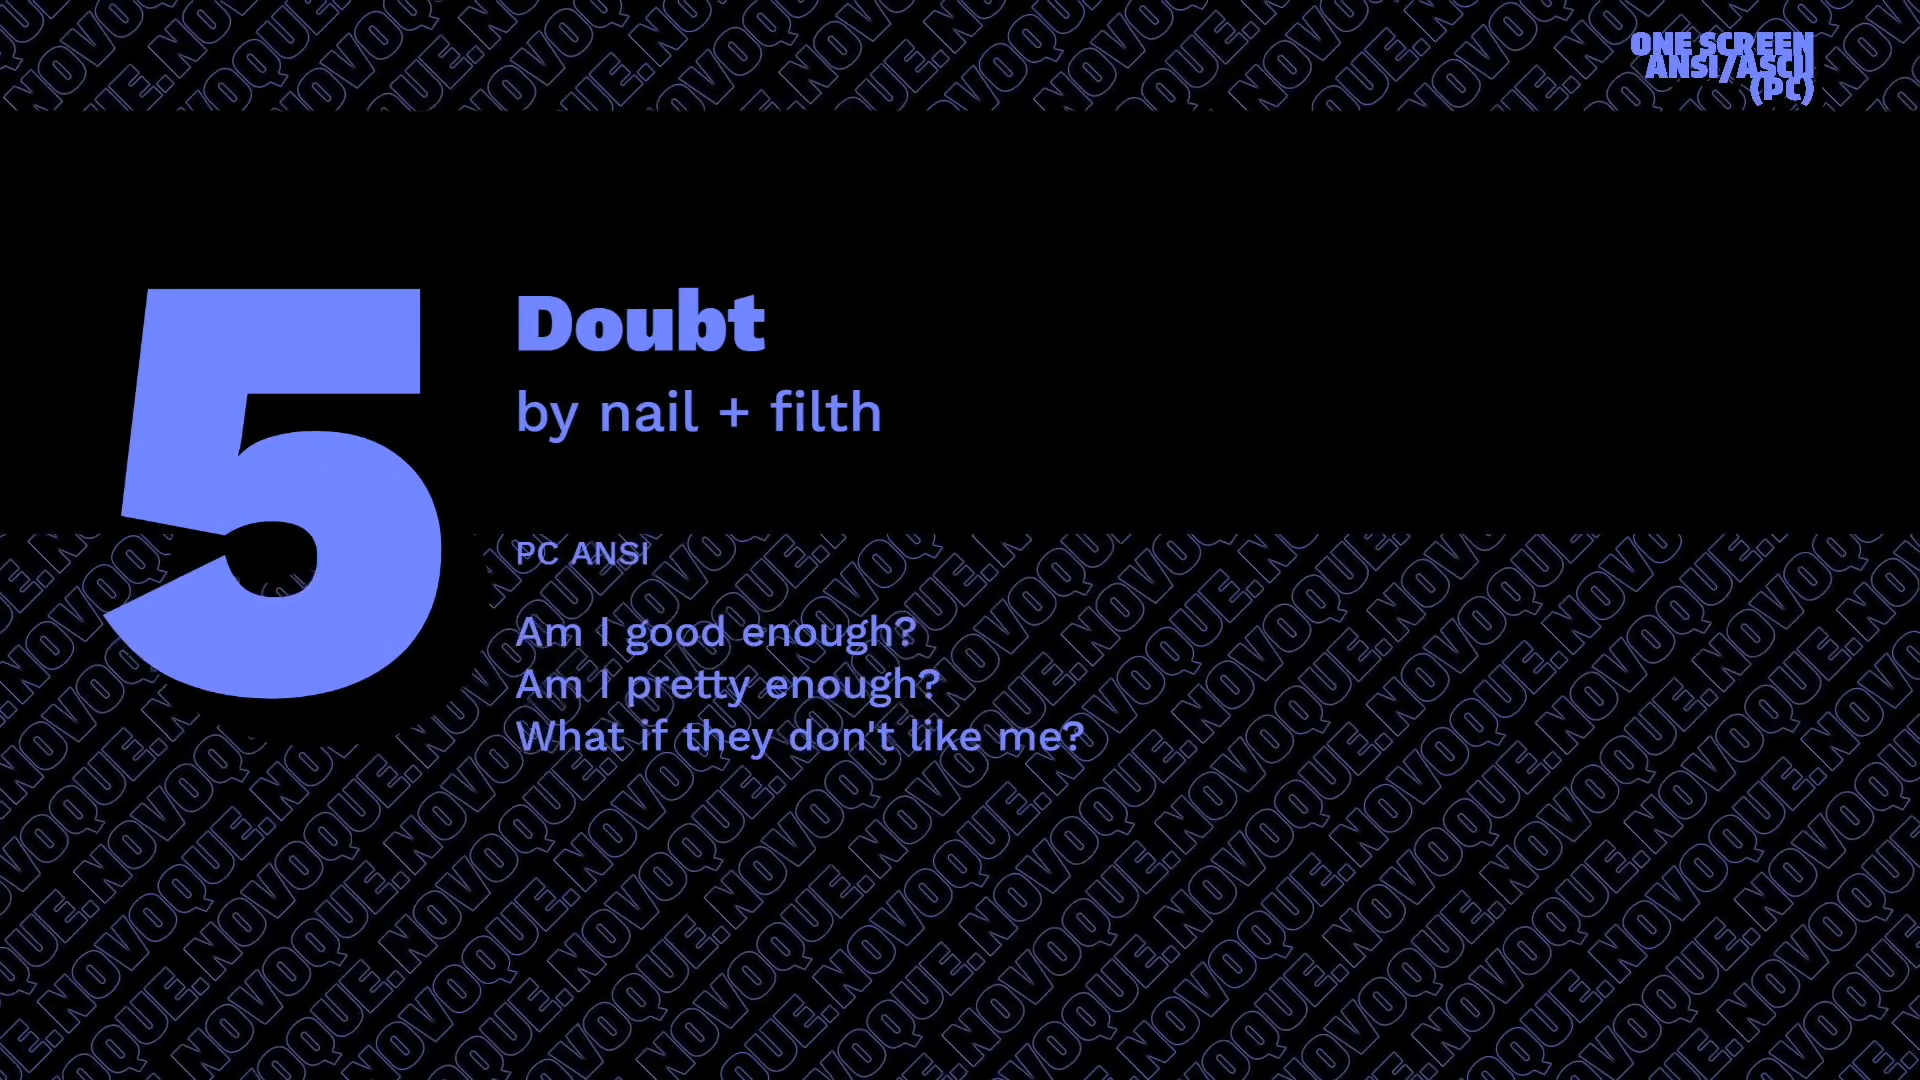 ONE SCREEN
ANSI/ASCII
(PC)
5
Doubt
by nail + filth
PC ANSI
Am I good enough?
Am I pretty enough?
What if they don't like me?
NOVOQUE.